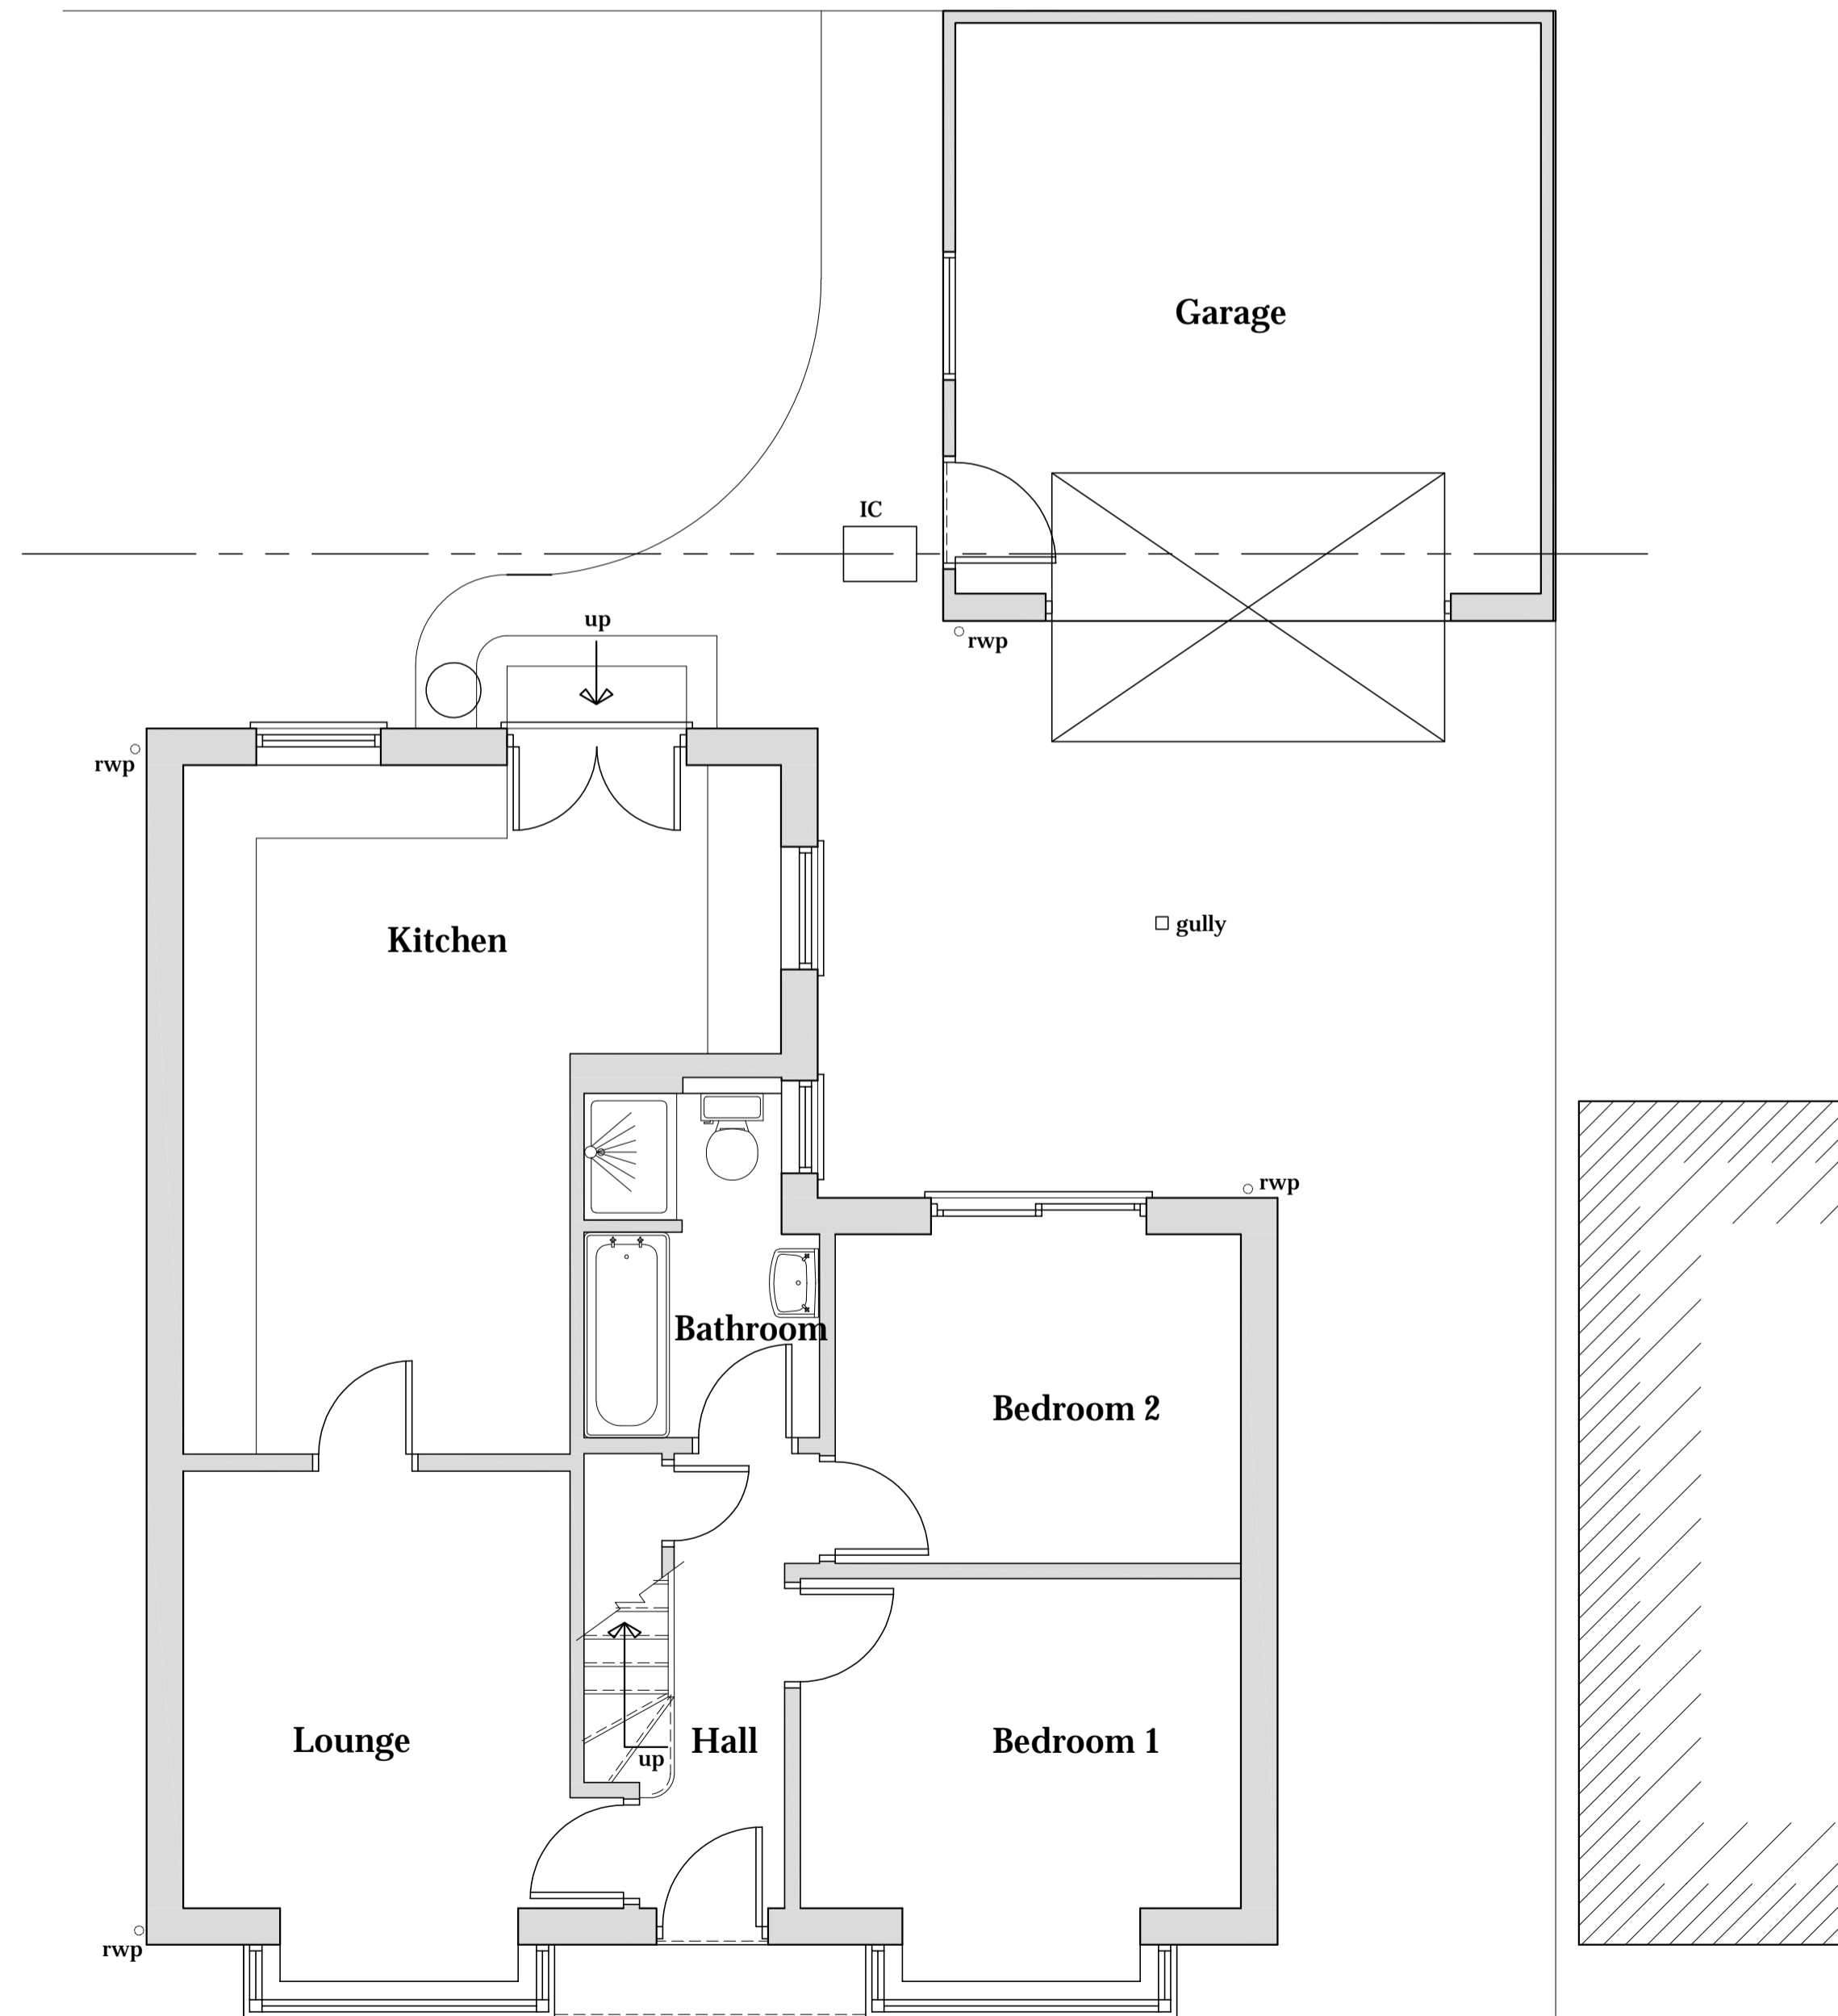 Garage
IC
up
rwp
rwp
gully
Kitchen
rwp
Bathroom
Bedroom 2
Lounge
Hall
Bedroom 1
up
rwp